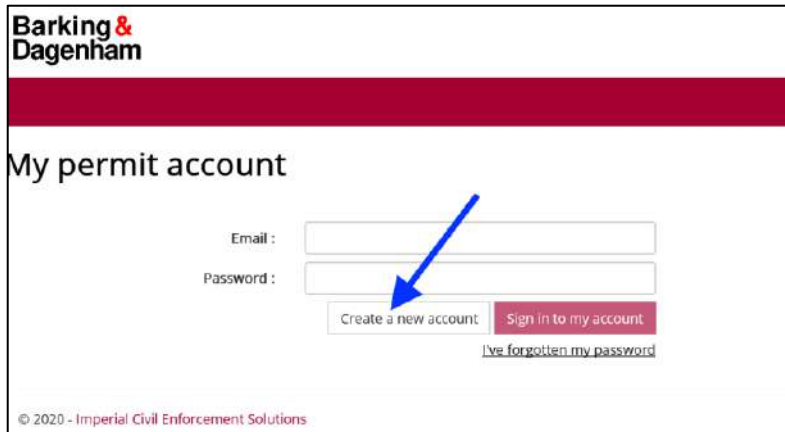 Barking &
Dagenham
My permit account
Email :
Password :
Create a new account Sign in to my account
I've forgotten my password
© 2020 - Imperial Civil Enforcement Solutions